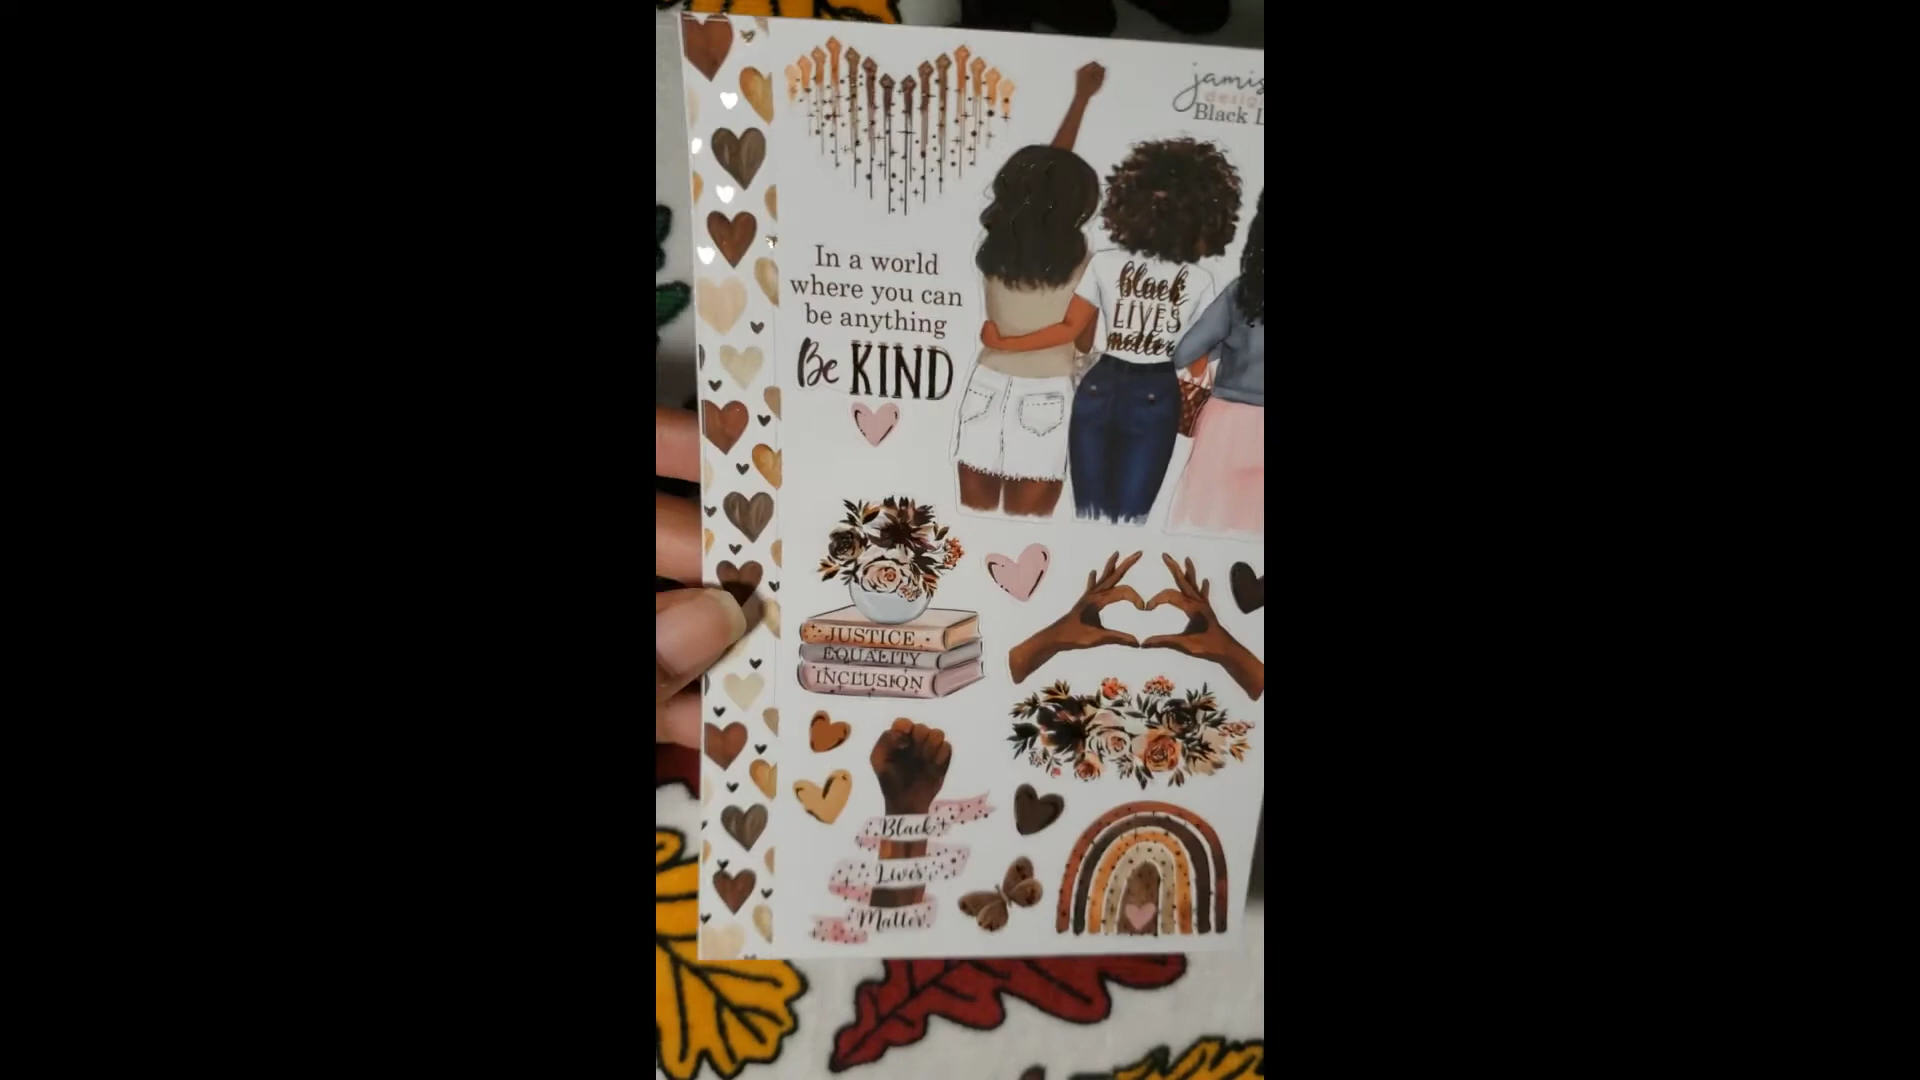 Black
In a world
where you can
be anything
Be KIND
Black
LIVES
matter
JUSTICE
EQUALITY
INCLUSION
Black
Lives
Matter